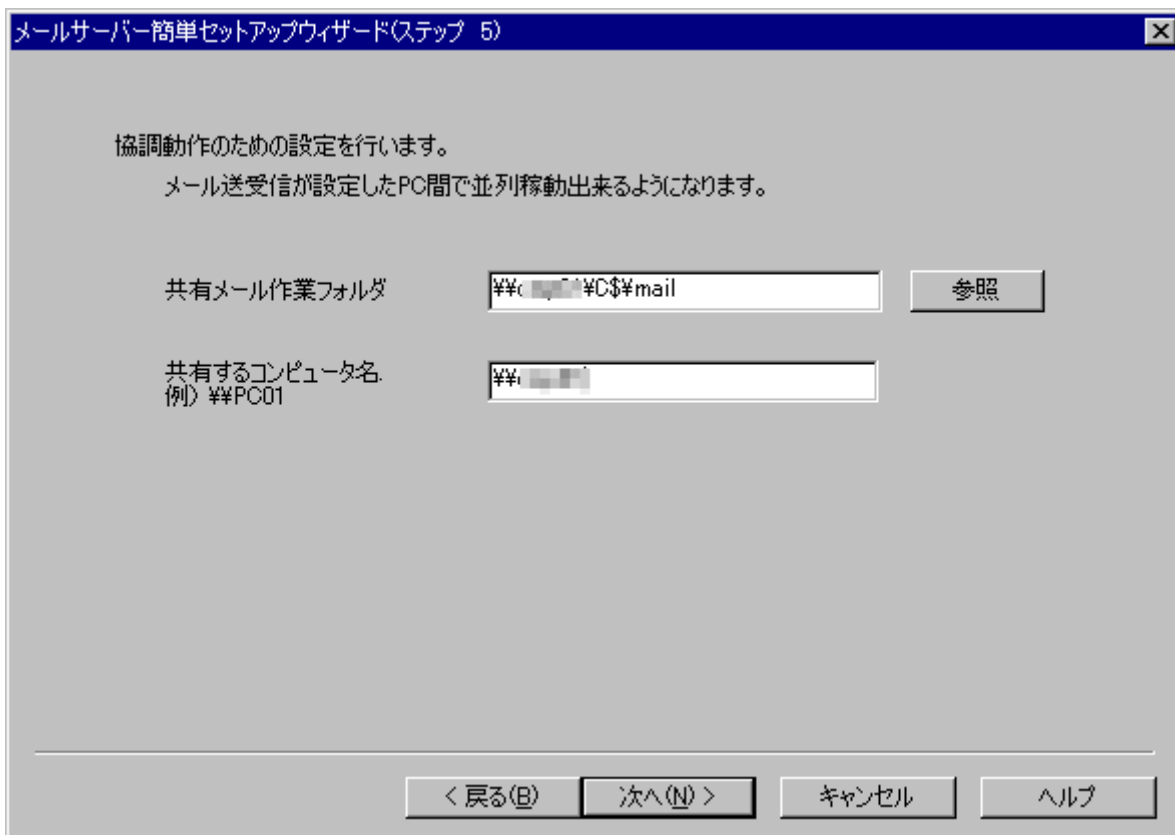 メールサーバー簡単セットアップウィザード(ステップ 5)
協調動作のための設定を行います。
メール送受信が設定したPC間で並列稼動出来るようになります。
共有メール作業フォルダ
¥¥ ¥C$¥mail
参照
共有するコンピュータ名.
例) ¥¥PC01
¥¥
< 戻る(B)
次へ(N) >
キャンセル
ヘルプ